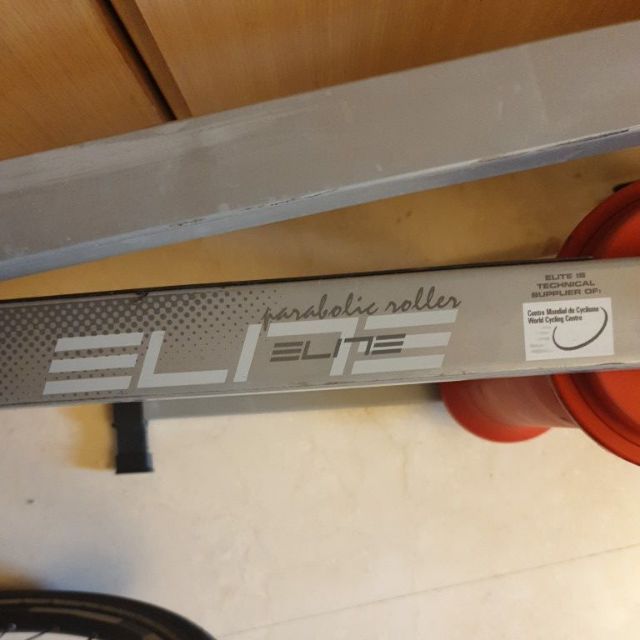 parabolic roller
ELITE
ELITE
ELITE IS
TECHNICAL
SUPPLIER OF:
Centre Mondial du Cyclisme
World Cycling Centre